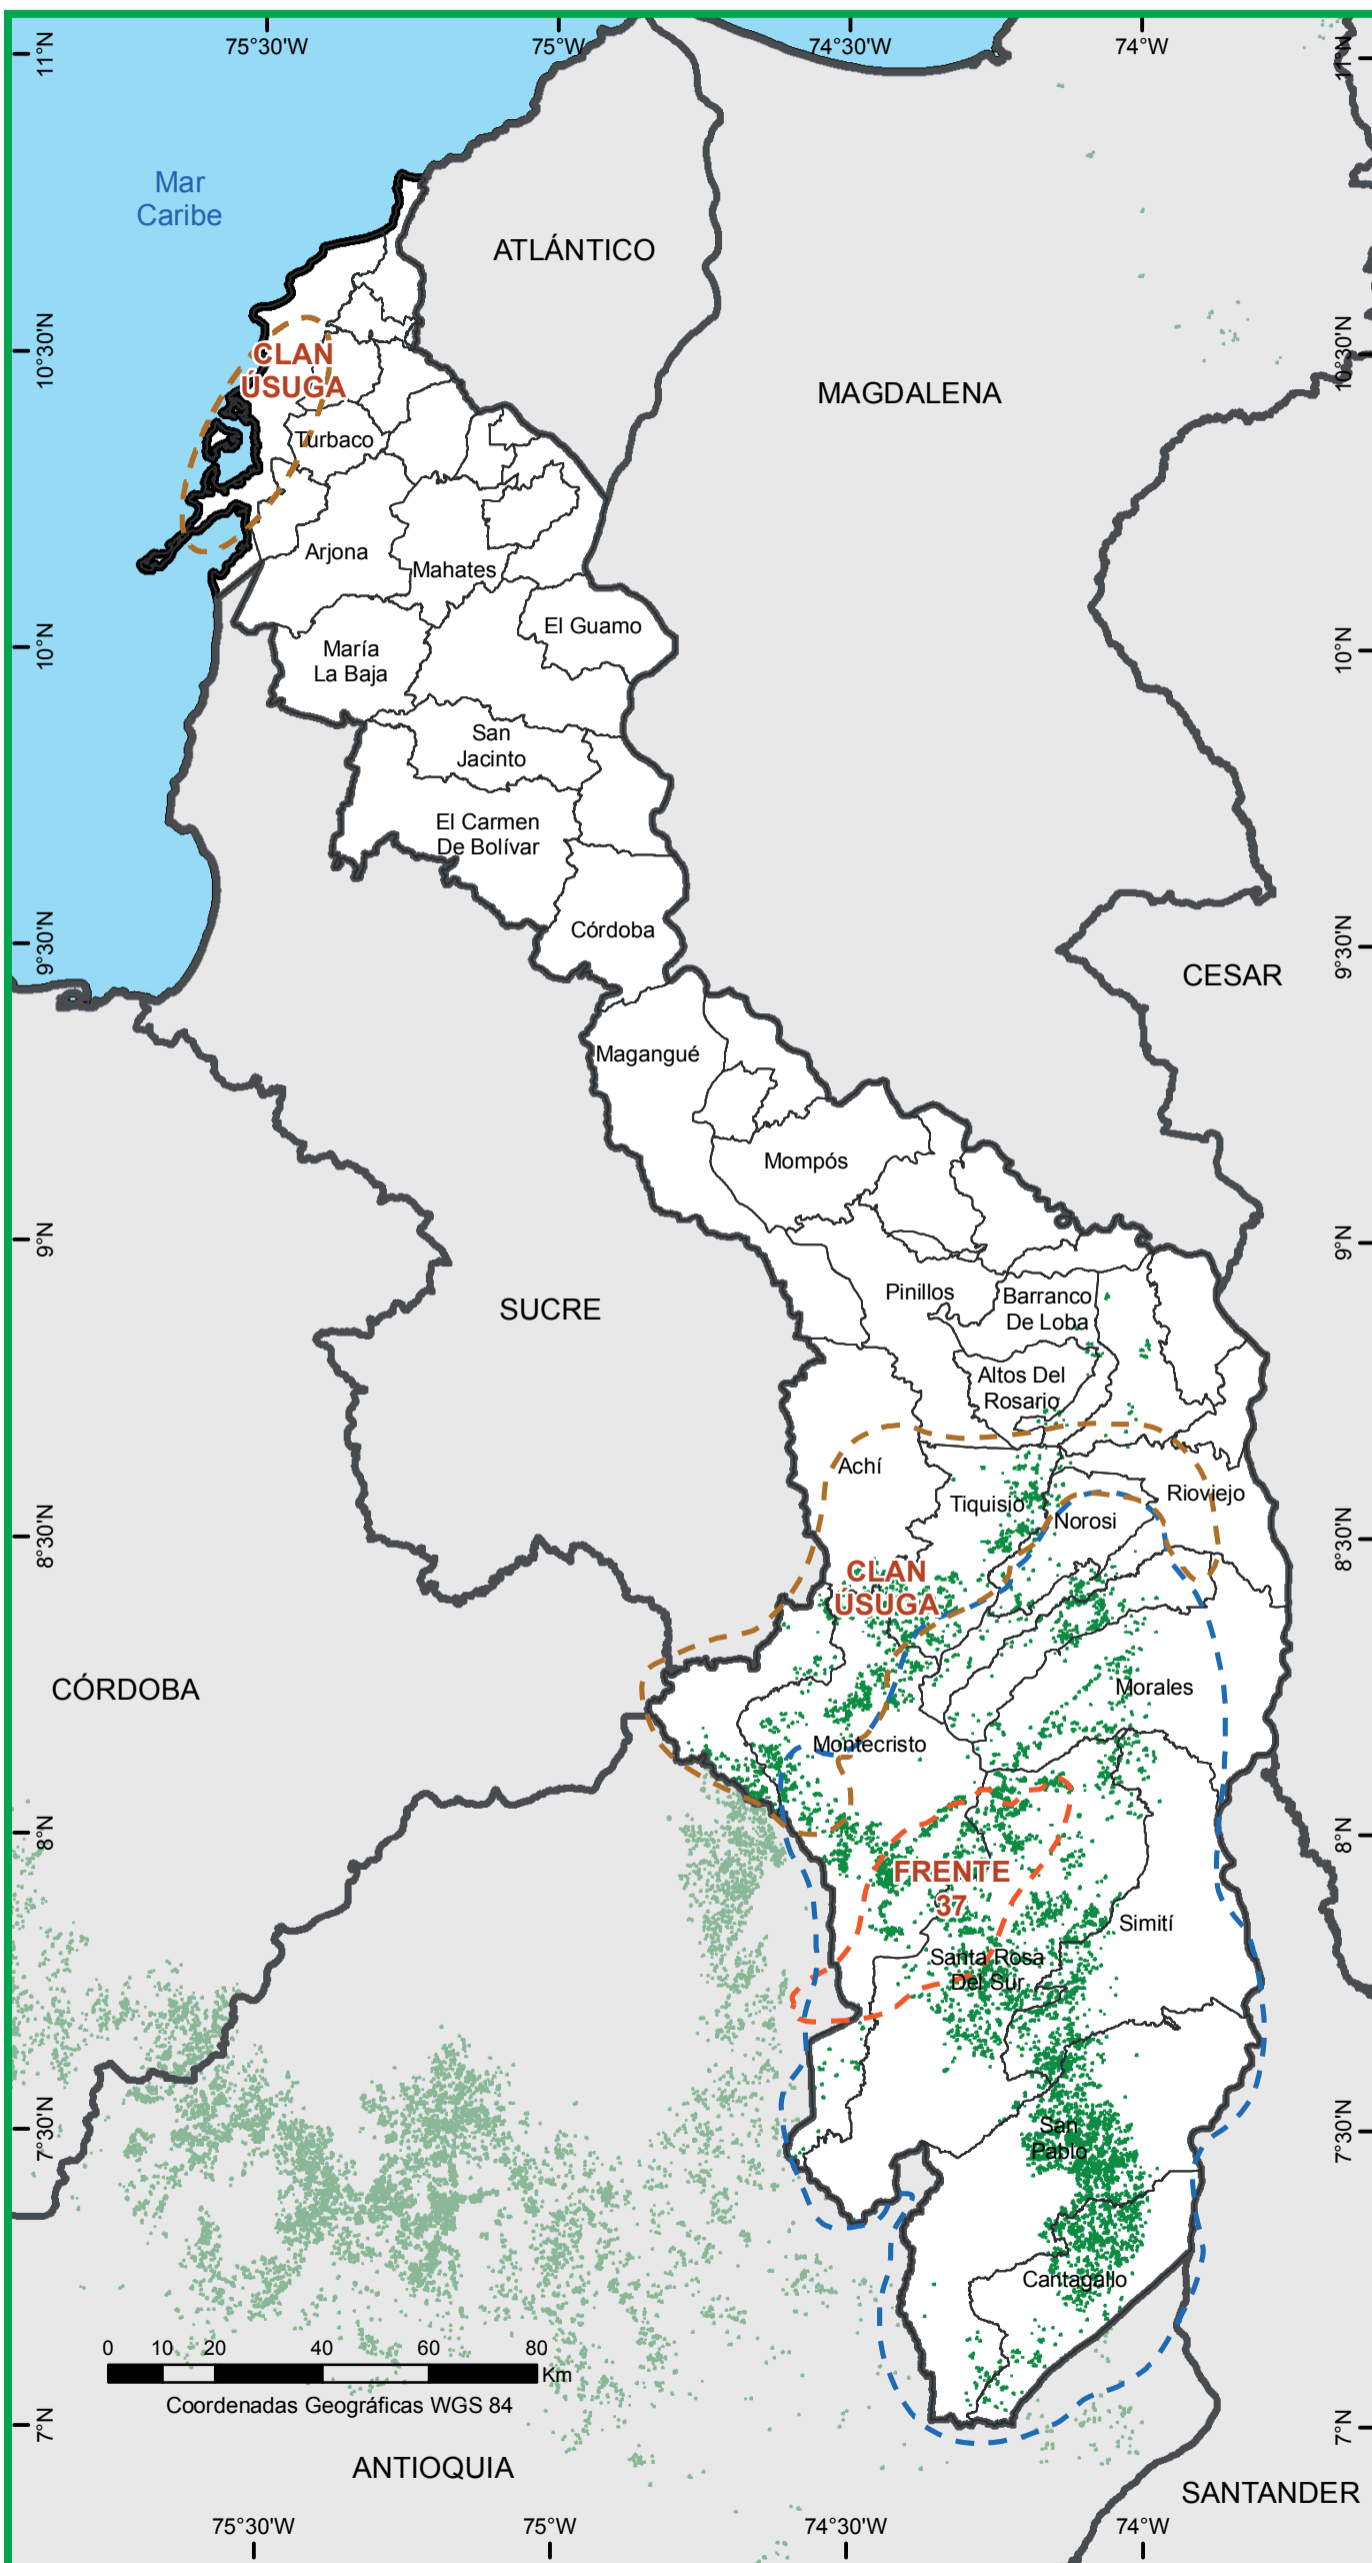 75°30'W
75°W
74°30'W
74°W
11°N
11°N
Mar
Caribe
ATLÁNTICO
10°30'N
10°30'N
CLAN
ÚSUGA
MAGDALENA
Turbaco
Arjona
Mahates
10°N
10°N
El Guamo
María
La Baja
San
Jacinto
El Carmen
De Bolívar
Córdoba
9°30'N
9°30'N
CESAR
Magangué
Mompós
9°N
9°N
Pinillos
Barranco
De Loba
SUCRE
Altos Del
Rosario
Achí
Tiquisio
Rioviejo
Norosi
8°30'N
8°30'N
CLAN
ÚSUGA
CÓRDOBA
Morales
Montecristo
8°N
8°N
FRENTE
37
Simití
Santa Rosa
Del Sur
7°30'N
7°30'N
San
Pablo
Cantagallo
0 10 20 40 60 80
Km
Coordenadas Geográficas WGS 84
7°N
7°N
ANTIOQUIA
SANTANDER
75°30'W
75°W
74°30'W
74°W